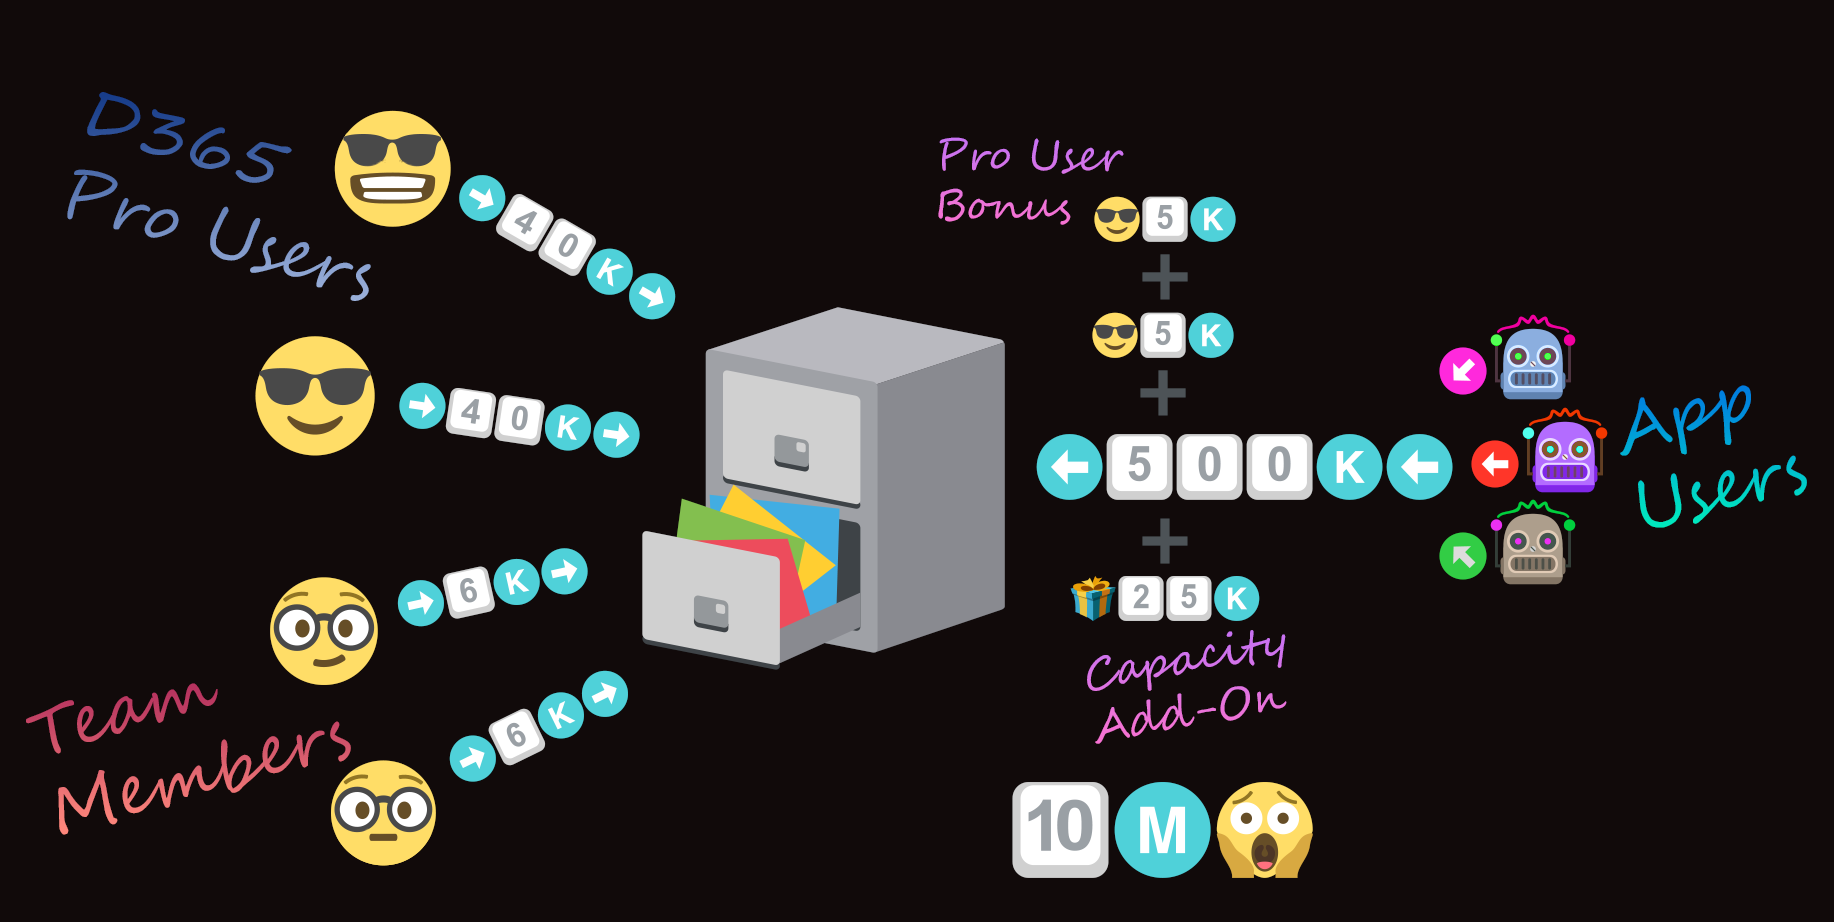 D365
Pro Users
40K
40K
6K
6K
Team
Members
Pro User
Bonus
5K
+
5K
+
500K
+
25K
Capacity
Add-On
App
Users
10M